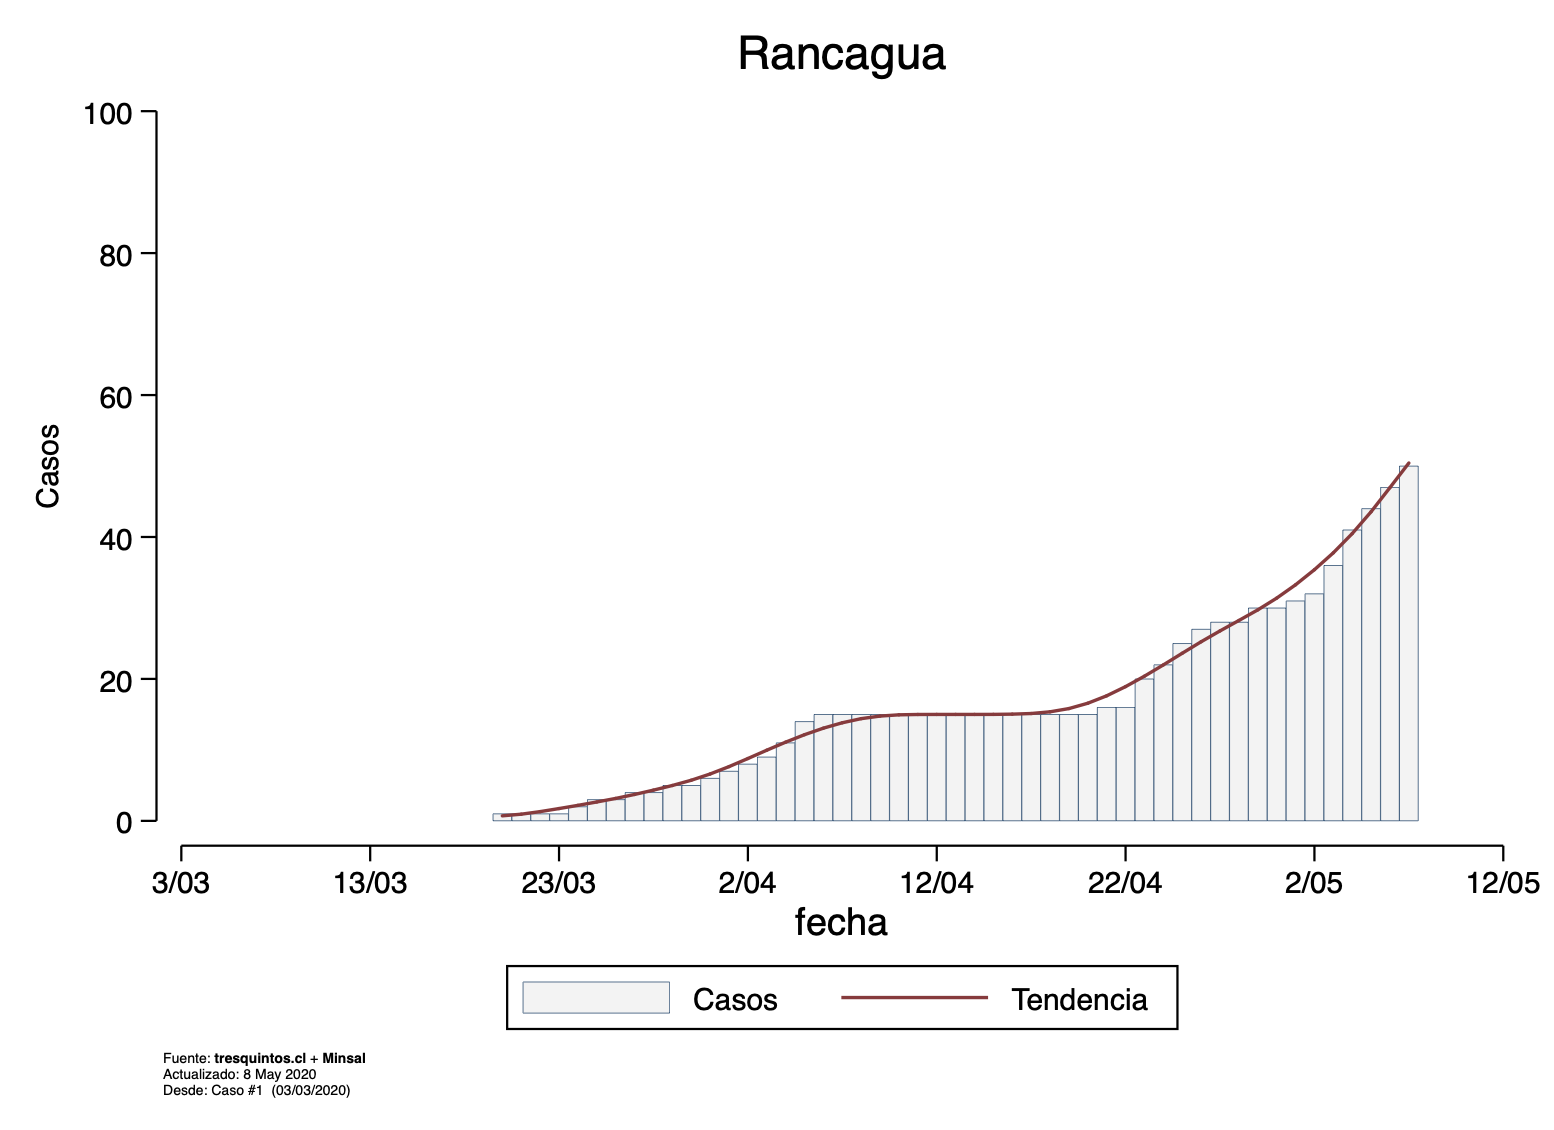 Rancagua
100
80
60
40
20
0
Casos
3/03 13/03 23/03 2/04 12/04 22/04 2/05 12/05
fecha
Casos Tendencia
Fuente: tresquintos.cl + Minsal
Actualizado: 8 May 2020
Desde: Caso #1 (03/03/2020)